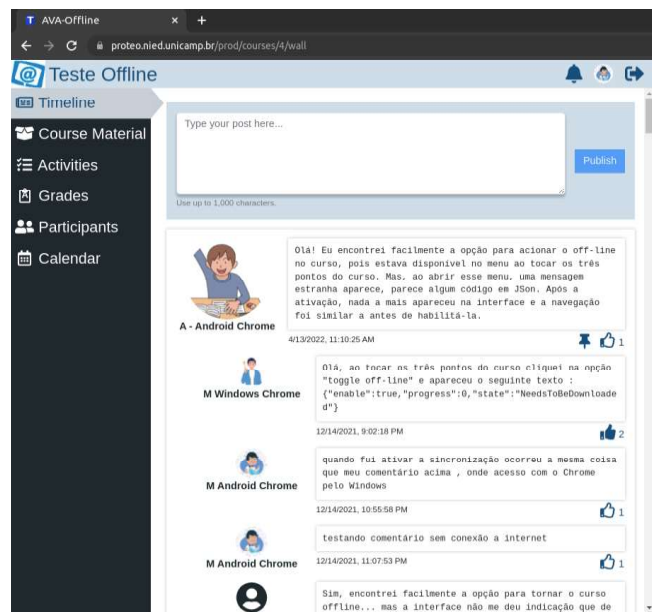 AVA-Offline
proteo.nied.unicamp.br/prod/courses/4/wall
Teste Offline
Timeline
Course Material
Activities
Grades
Participants
Calendar
Type your post here...
Publish
Use up to 1,000 characters.
Olá! Eu encontrei facilmente a opção para acionar o off-line
no curso, pois estava disponível no menu ao tocar os três
pontos do curso. Mas, ao abrir esse menu, uma mensagem
estranha aparece, parece algum código em JSon. Após a
ativação, nada a mais apareceu na interface e a navegação
foi similar a antes de habilitá-la.
A - Android Chrome
4/13/2022, 11:10:25 AM
1
Olá, ao tocar os três pontos do curso cliquei na opção
"toggle off-line" e apareceu o seguinte texto :
{"enable":true,"progress":0,"state":"NeedsToBeDownloade
d"}
M Windows Chrome
12/14/2021, 9:02:18 PM
2
quando fui ativar a sincronização ocorreu a mesma coisa
que meu comentário acima , onde acesso com o Chrome
pelo Windows
M Android Chrome
12/14/2021, 10:55:58 PM
1
testando comentário sem conexão a internet
M Android Chrome
12/14/2021, 11:07:53 PM
1
Sim, encontrei facilmente a opção para tornar o curso
offline... mas a interface não me deu indicação que de